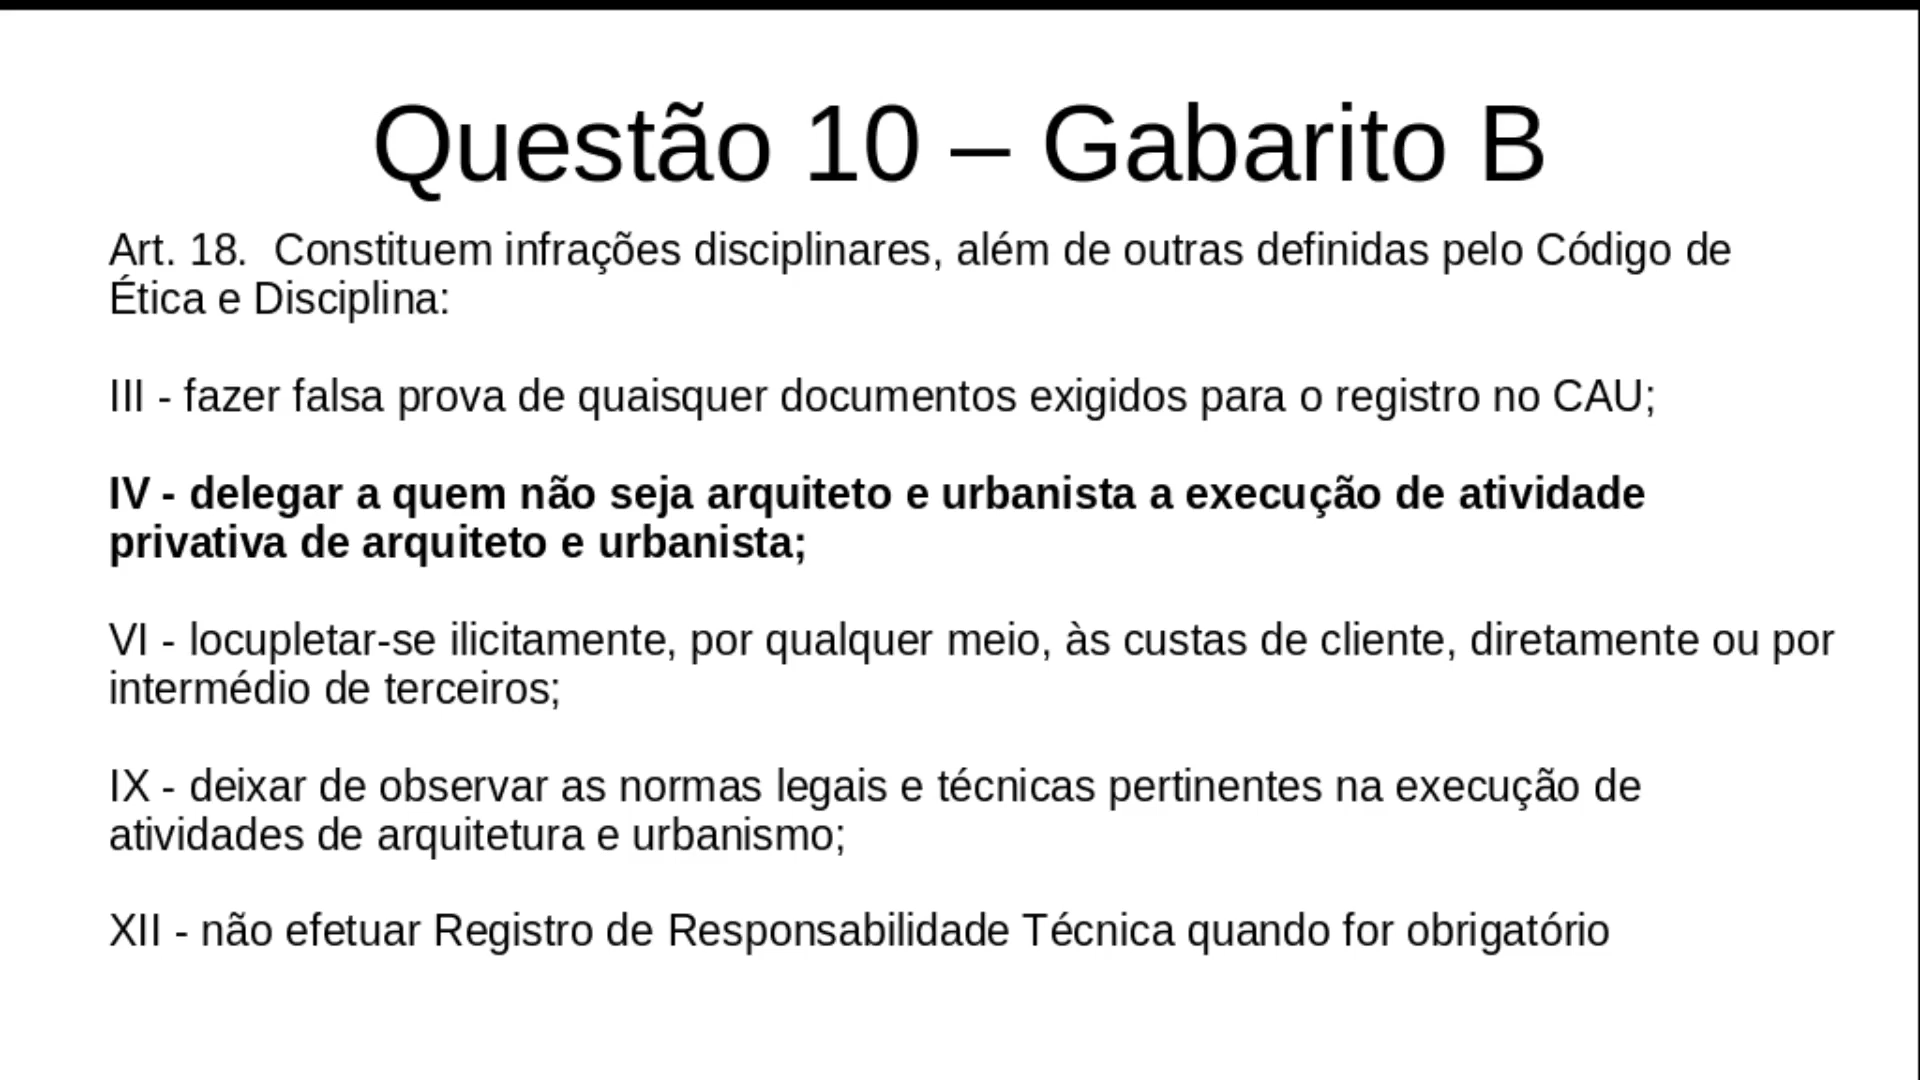 Questão 10 – Gabarito B
Art. 18.  Constituem infrações disciplinares, além de outras definidas pelo Código de
Ética e Disciplina:
III - fazer falsa prova de quaisquer documentos exigidos para o registro no CAU;
IV - delegar a quem não seja arquiteto e urbanista a execução de atividade
privativa de arquiteto e urbanista;
VI - locupletar-se ilicitamente, por qualquer meio, às custas de cliente, diretamente ou por
intermédio de terceiros;
IX - deixar de observar as normas legais e técnicas pertinentes na execução de
atividades de arquitetura e urbanismo;
XII - não efetuar Registro de Responsabilidade Técnica quando for obrigatório